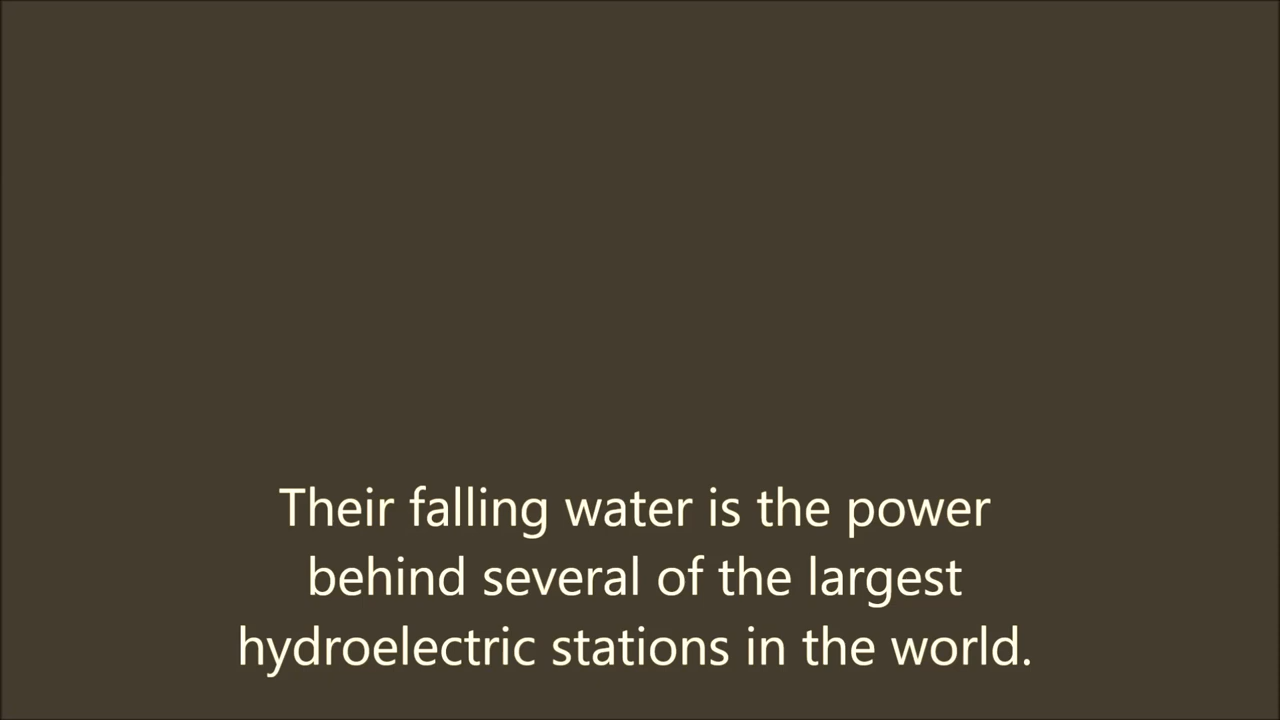 Their falling water is the power
behind several of the largest
hydroelectric stations in the world.